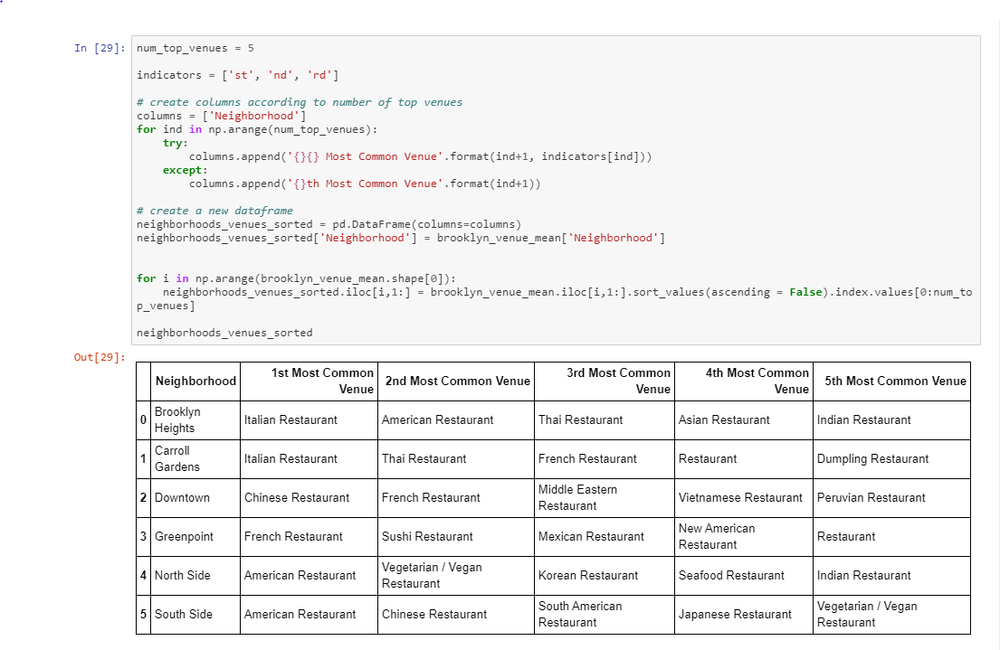 In [29]: num_top_venues = 5
indicators = ['st', 'nd', 'rd']
# create columns according to number of top venues
columns = ['Neighborhood']
for ind in np.arange(num_top_venues):
    try:
        columns.append('{}{} Most Common Venue'.format(ind+1, indicators[ind]))
    except:
        columns.append('{}th Most Common Venue'.format(ind+1))
# create a new dataframe
neighborhoods_venues_sorted = pd.DataFrame(columns=columns)
neighborhoods_venues_sorted['Neighborhood'] = brooklyn_venue_mean['Neighborhood']
for i in np.arange(brooklyn_venue_mean.shape[0]):
    neighborhoods_venues_sorted.iloc[i,1:] = brooklyn_venue_mean.iloc[i,1:].sort_values(ascending = False).index.values[0:num_to
p_venues]
neighborhoods_venues_sorted
Out[29]:
Neighborhood
1st Most Common
Venue
2nd Most Common Venue
3rd Most Common
Venue
4th Most Common
Venue
5th Most Common Venue
0
Brooklyn
Heights
Italian Restaurant
American Restaurant
Thai Restaurant
Asian Restaurant
Indian Restaurant
1
Carroll
Gardens
Italian Restaurant
Thai Restaurant
French Restaurant
Restaurant
Dumpling Restaurant
2
Downtown
Chinese Restaurant
French Restaurant
Middle Eastern
Restaurant
Vietnamese Restaurant
Peruvian Restaurant
3
Greenpoint
French Restaurant
Sushi Restaurant
Mexican Restaurant
New American
Restaurant
Restaurant
4
North Side
American Restaurant
Vegetarian / Vegan
Restaurant
Korean Restaurant
Seafood Restaurant
Indian Restaurant
5
South Side
American Restaurant
Chinese Restaurant
South American
Restaurant
Japanese Restaurant
Vegetarian / Vegan
Restaurant